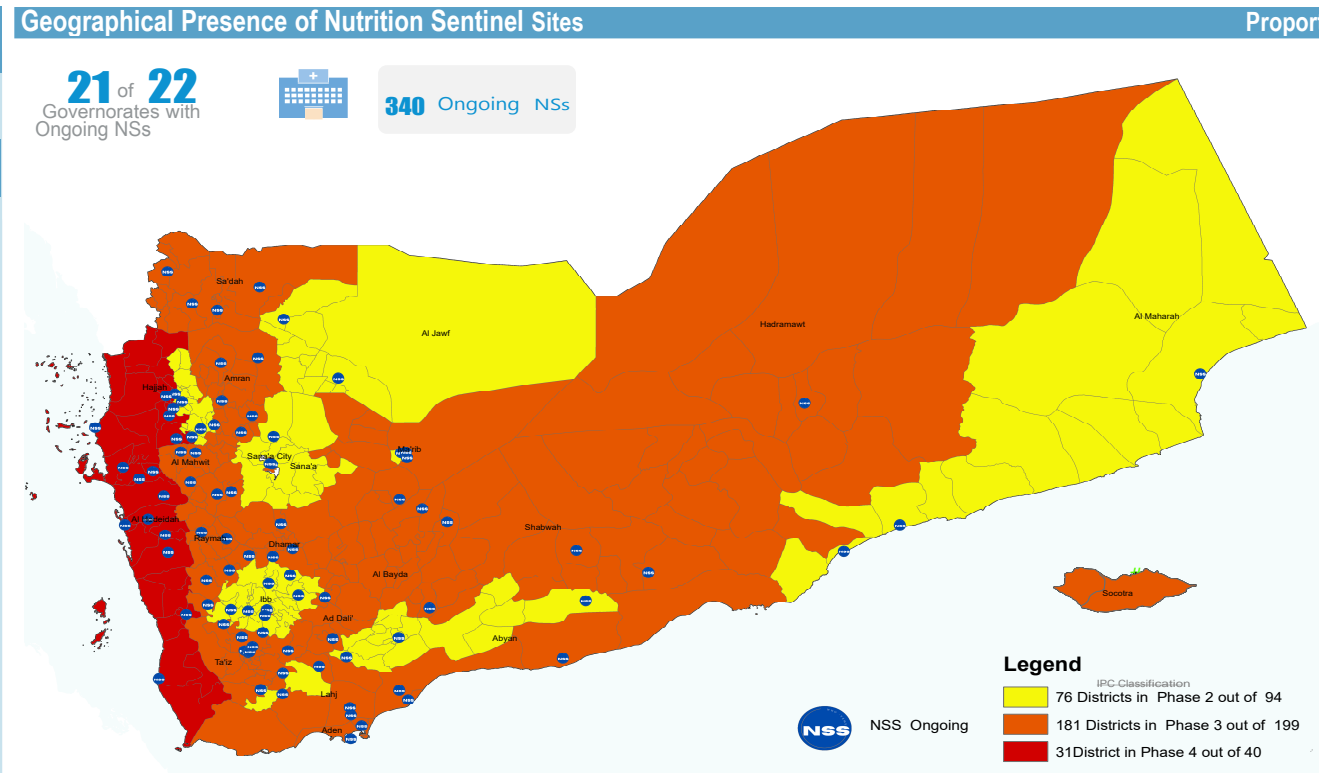 Geographical Presence of Nutrition Sentinel Sites
Propor
21 of 22
Governorates with
Ongoing NSs
340 Ongoing NSs
Sa'dah
Al Jawf
Hadramawt
Al Maharah
Amran
Hajjah
Ma'rib
Sana'a City
Sana'a
Al Mahwit
Al Hodeidah
Raymah
Dhamar
Shabwah
Al Bayda
Ibb
Ad Dali'
Abyan
Socotra
Ta'iz
Lahj
Aden
Legend
IPC Classification
76 Districts in Phase 2 out of 94
NSS
NSS Ongoing
181 Districts in Phase 3 out of 199
31District in Phase 4 out of 40